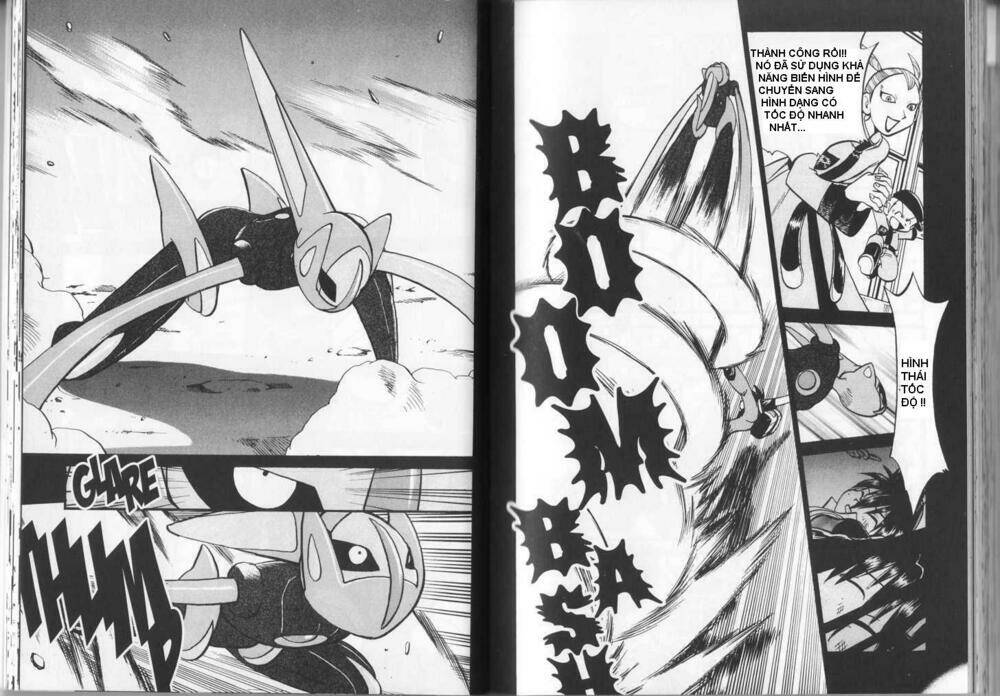 THÀNH CÔNG RỒI!!
NÓ ĐÃ SỬ DỤNG KHẢ
NĂNG BIẾN HÌNH ĐỂ
CHUYỂN SANG
HÌNH DẠNG CÓ
TỐC ĐỘ NHANH
NHẤT...
HÌNH
THÁI
TỐC
ĐỘ !!
BOOM
BASH
GLARE
THUMB